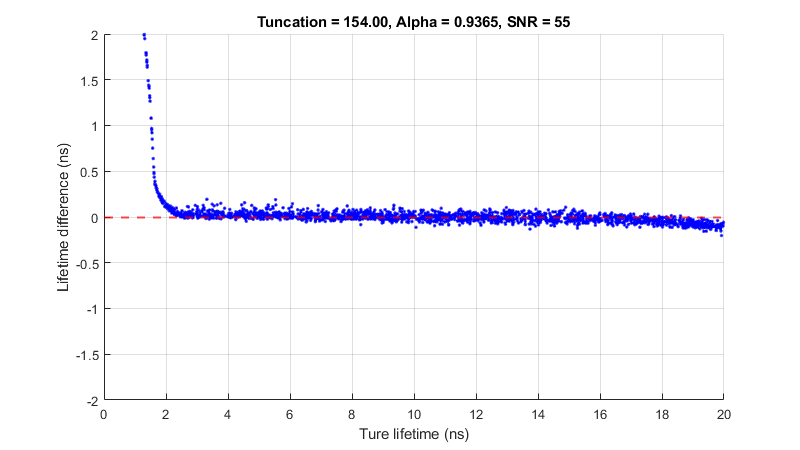 Tuncation = 154.00, Alpha = 0.9365, SNR = 55
2
1.5
1
0.5
0
-0.5
-1
-1.5
-2
Lifetime difference (ns)
0 2 4 6 8 10 12 14 16 18 20
Ture lifetime (ns)